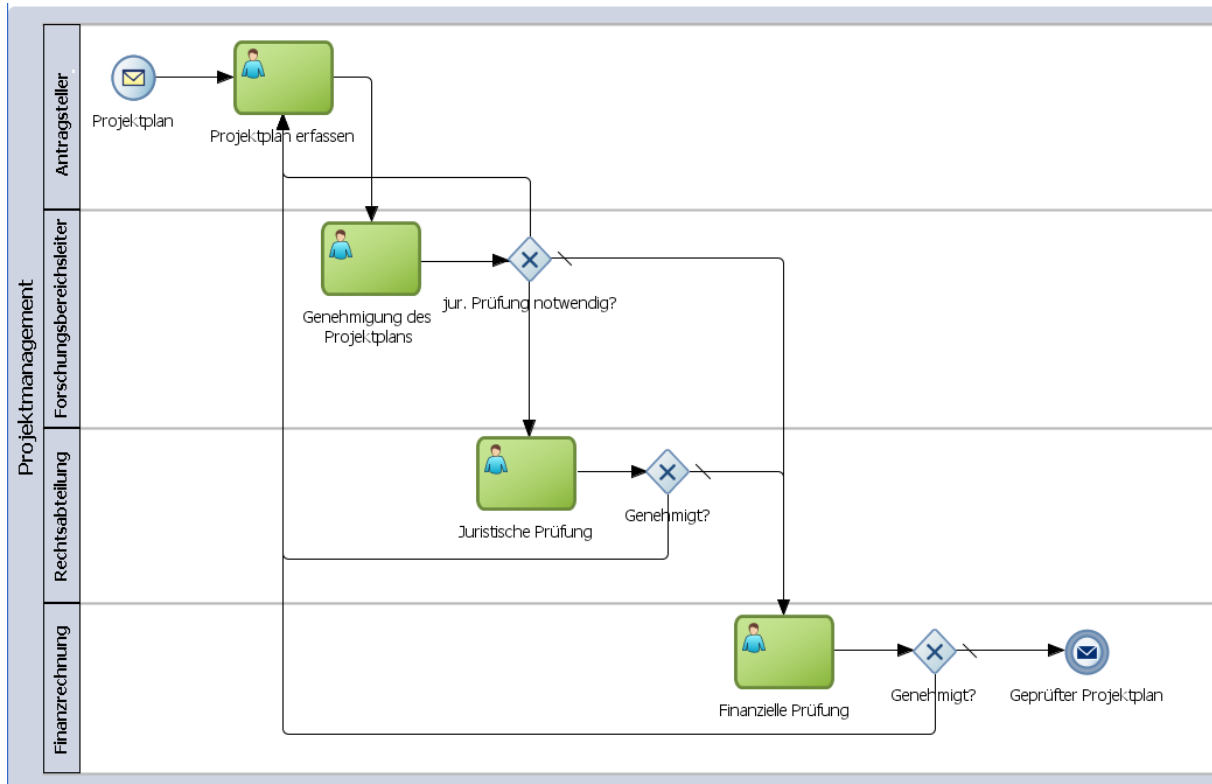 Projektmanagement
Antragsteller
Projektplan
Projektplan erfassen
Forschungsbereichsleiter
Genehmigung des
Projektplans
jur. Prüfung notwendig?
Rechtsabteilung
Juristische Prüfung
Genehmigt?
Finanzrechnung
Finanzielle Prüfung
Genehmigt?
Geprüfter Projektplan